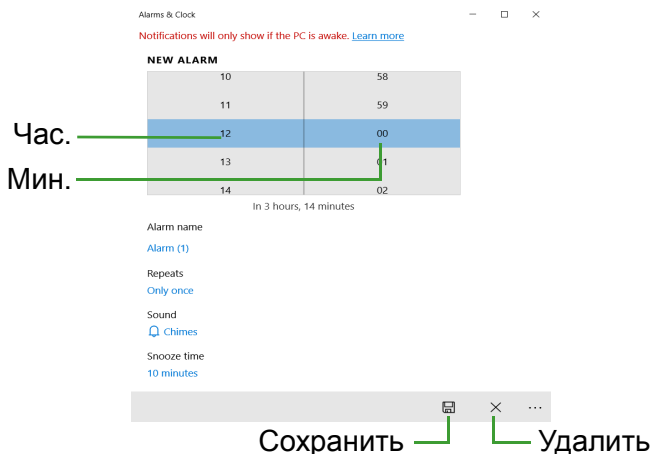 Alarms & Clock
Notifications will only show if the PC is awake. Learn more
NEW ALARM
10 58
11 59
Час.
12 00
13 01
Мин.
14 02
In 3 hours, 14 minutes
Alarm name
Alarm (1)
Repeats
Only once
Sound
Chimes
Snooze time
10 minutes
Сохранить
Удалить